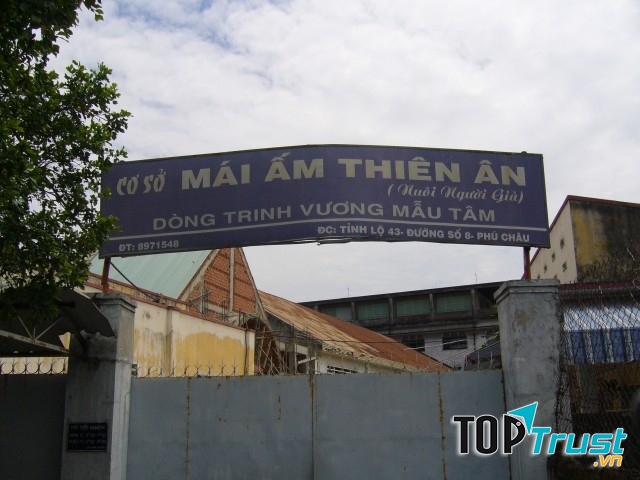 CƠ SỞ MÁI ẤM THIÊN ÂN
(Nuôi Người Già)
DÒNG TRINH VƯƠNG MẪU TÂM
ĐT: 8971548 ĐC: TỈNH LỘ 43- ĐƯỜNG SỐ 8- PHÚ CHÂU
TOPTrust.vn